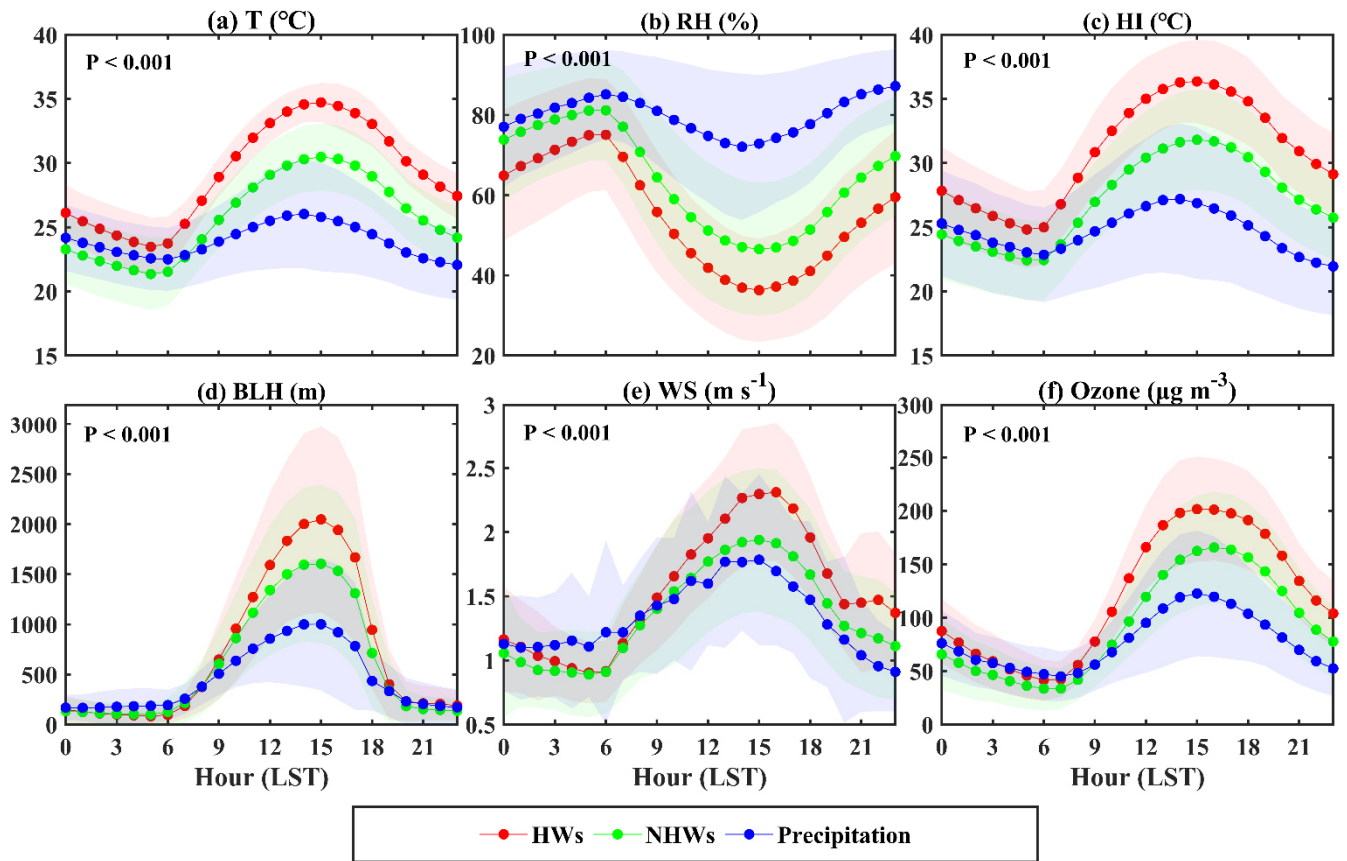 (a) T (°C)
(b) RH (%)
(c) HI (°C)
40
35
30
25
20
15
P < 0.001
100
80
60
40
20
P < 0.001
40
35
30
25
20
15
P < 0.001
(d) BLH (m)
(e) WS (m s⁻¹)
(f) Ozone (µg m⁻³)
3000
2500
2000
1500
1000
500
0
P < 0.001
0 3 6 9 12 15 18 21
Hour (LST)
3
2.5
2
1.5
1
0.5
P < 0.001
0 3 6 9 12 15 18 21
Hour (LST)
300
250
200
150
100
50
0
P < 0.001
0 3 6 9 12 15 18 21
Hour (LST)
HWs NHWs Precipitation